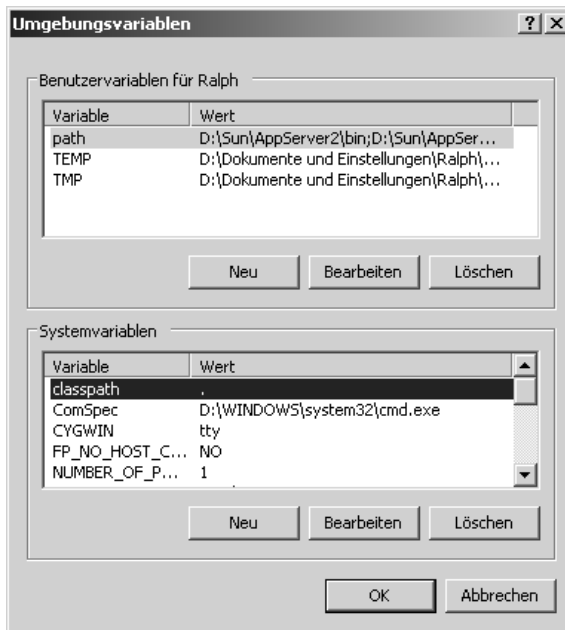 Umgebungsvariablen
Benutzervariablen für Ralph
Variable Wert
path D:\Sun\AppServer2\bin;D:\Sun\AppSer...
TEMP D:\Dokumente und Einstellungen\Ralph\...
TMP D:\Dokumente und Einstellungen\Ralph\...
Neu Bearbeiten Löschen
Systemvariablen
Variable Wert
classpath .
ComSpec D:\WINDOWS\system32\cmd.exe
CYGWIN tty
FP_NO_HOST_C... NO
NUMBER_OF_P... 1
Neu Bearbeiten Löschen
OK Abbrechen